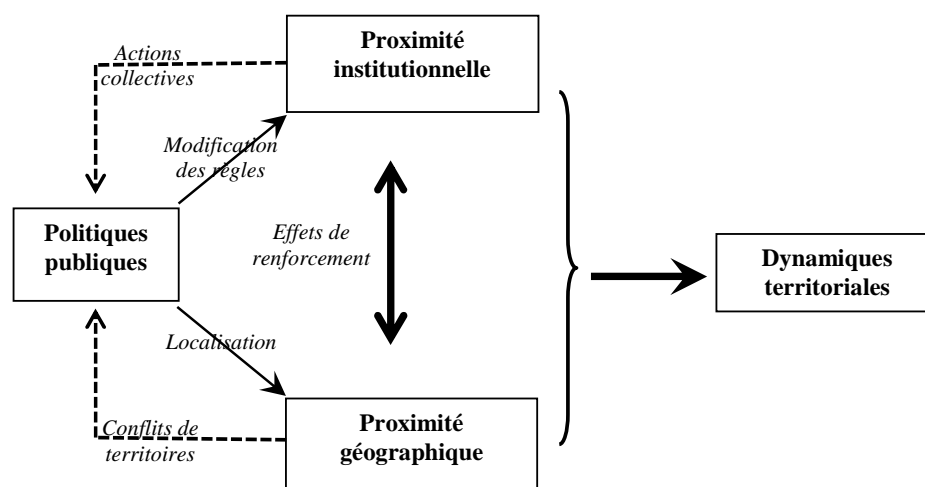 Proximité
institutionnelle
Actions
collectives
Modification
des règles
Politiques
publiques
Effets de
renforcement
Dynamiques
territoriales
Localisation
Conflits de
territoires
Proximité
géographique